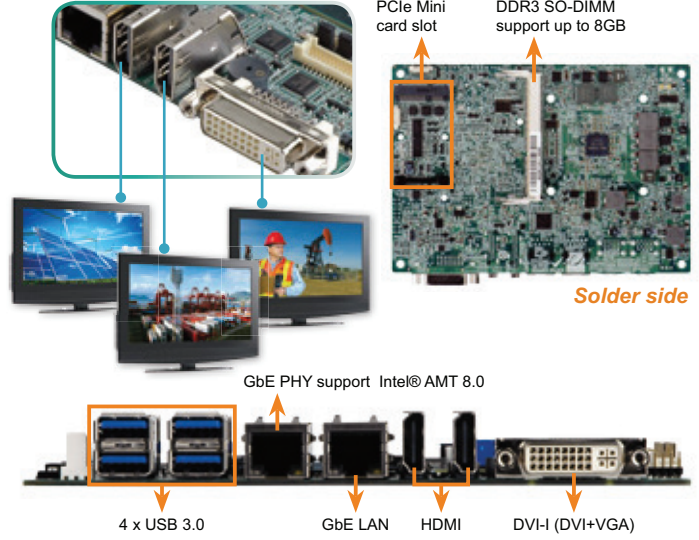 PCIe Mini
card slot
DDR3 SO-DIMM
support up to 8GB
Solder side
GbE PHY support Intel® AMT 8.0
4 x USB 3.0
GbE LAN
HDMI
DVI-I (DVI+VGA)